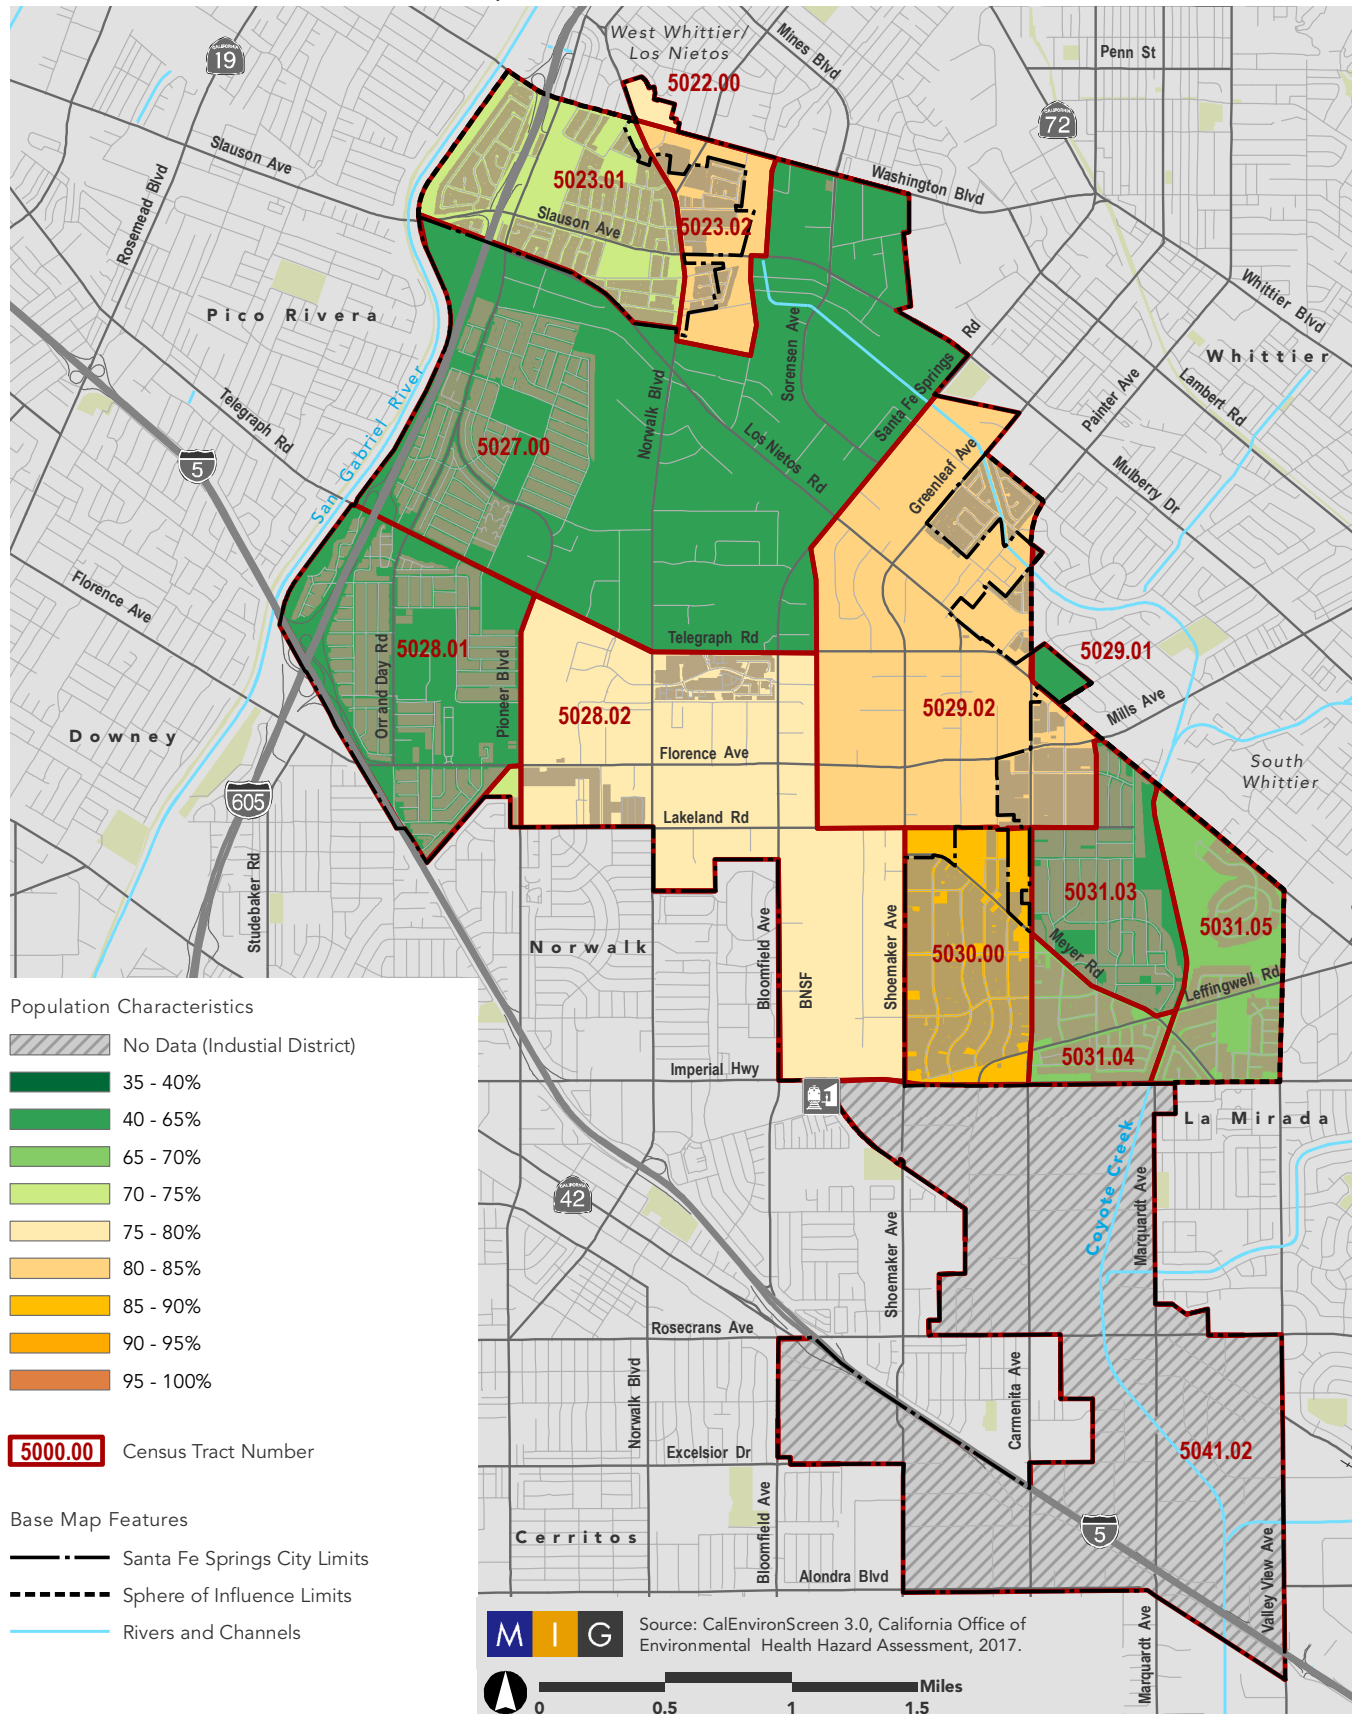 West Whittier/
Los Nietos
Mines Blvd
Penn St
CALIFORNIA
19
5022.00
CALIFORNIA
72
Slauson Ave
Rosemead Blvd
5023.01
Washington Blvd
Slauson Ave
5023.02
Whittier Blvd
Pico Rivera
Whittier
Sorensen Ave
Santa Fe Springs Rd
Painter Ave
Lambert Rd
San Gabriel River
Telegraph Rd
Norwalk Blvd
5027.00
Los Nietos Rd
Greenleaf Ave
Mulberry Dr
5
Florence Ave
Telegraph Rd
5028.01
Orr and Day Rd
Pioneer Blvd
5029.01
5028.02
5029.02
Mills Ave
Downey
Florence Ave
South
Whittier
605
Lakeland Rd
Studebaker Rd
5031.03
5031.05
Norwalk
Bloomfield Ave
BNSF
Shoemaker Ave
5030.00
Meyer Rd
Leffingwell Rd
5031.04
Imperial Hwy
La Mirada
Coyote Creek
Marquardt Ave
CALIFORNIA
42
Shoemaker Ave
Rosecrans Ave
Norwalk Blvd
Carmenita Ave
Excelsior Dr
5041.02
Bloomfield Ave
Cerritos
5
Alondra Blvd
Valley View Ave
Marquardt Ave
Population Characteristics
No Data (Industial District)
35 - 40%
40 - 65%
65 - 70%
70 - 75%
75 - 80%
80 - 85%
85 - 90%
90 - 95%
95 - 100%
5000.00 Census Tract Number
Base Map Features
Santa Fe Springs City Limits
Sphere of Influence Limits
Rivers and Channels
M I G
Source: CalEnvironScreen 3.0, California Office of
Environmental Health Hazard Assessment, 2017.
Miles
0 0.5 1 1.5